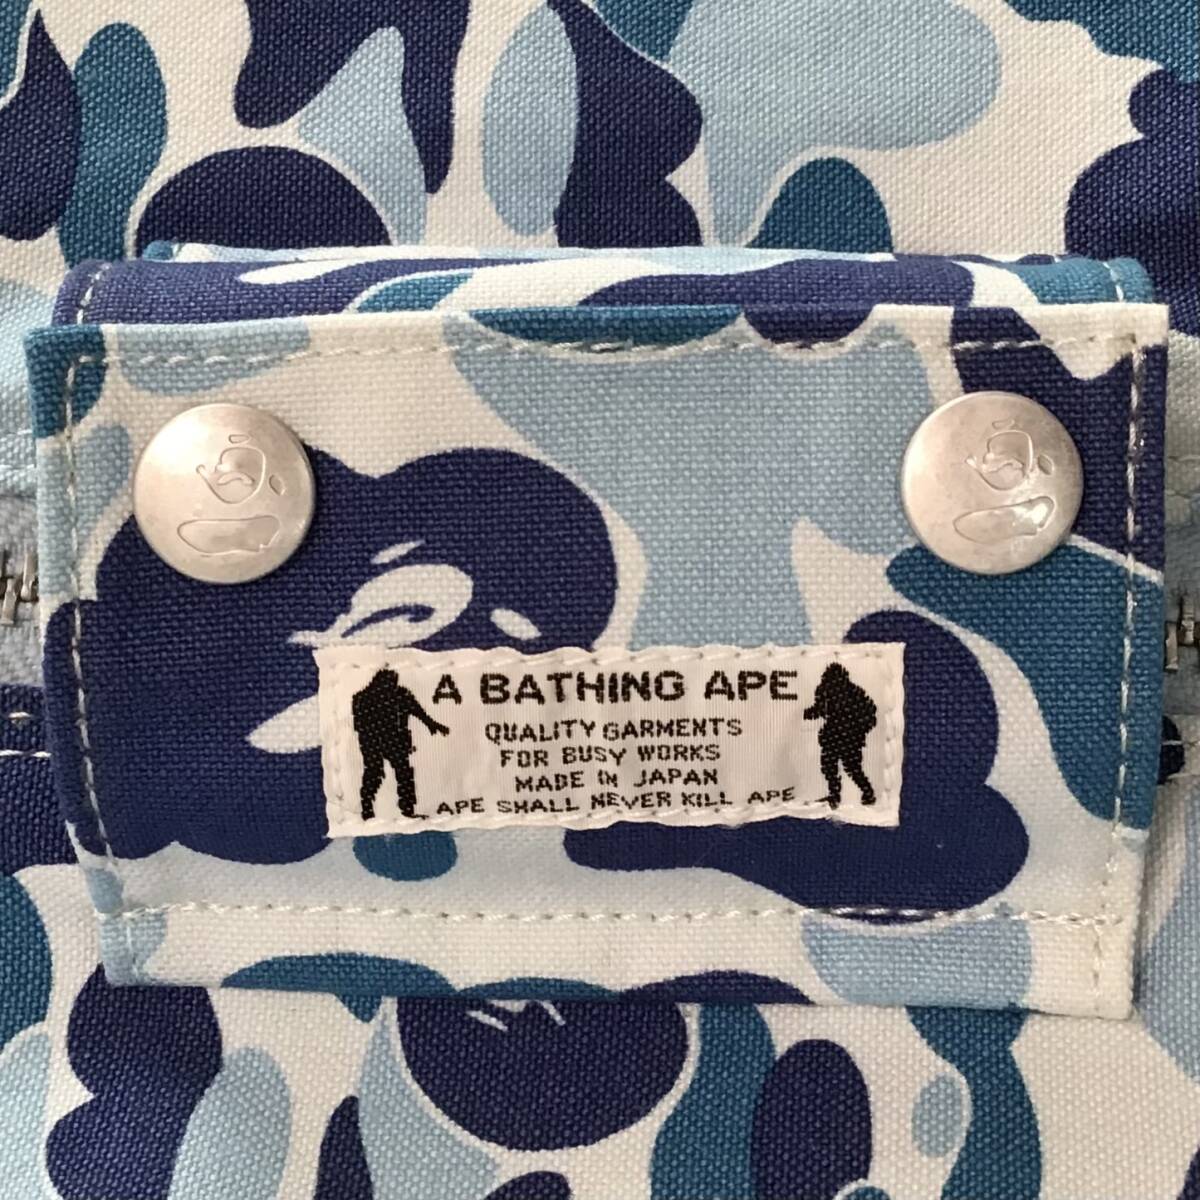 A BATHING APE
QUALITY GARMENTS
FOR BUSY WORKS
MADE IN JAPAN
APE SHALL NEVER KILL APE